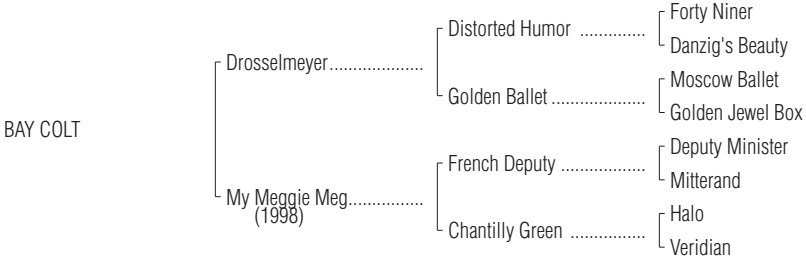 Forty Niner
Distorted Humor ..............
Danzig's Beauty
Drosselmeyer....................
Moscow Ballet
Golden Ballet ....................
Golden Jewel Box
BAY COLT
Deputy Minister
French Deputy ..................
Mitterand
My Meggie Meg................
(1998)
Halo
Chantilly Green ................
Veridian